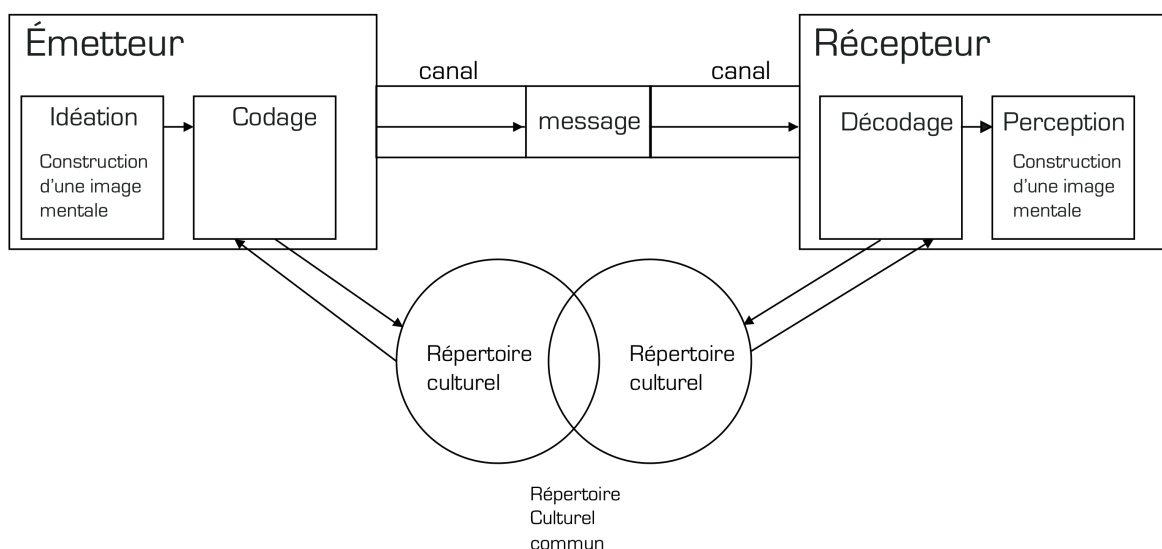 Émetteur
Idéation
Construction
d'une image
mentale
Codage
canal
message
canal
Récepteur
Décodage
Perception
Construction
d'une image
mentale
Répertoire
culturel
Répertoire
culturel
Répertoire
Culturel
commun